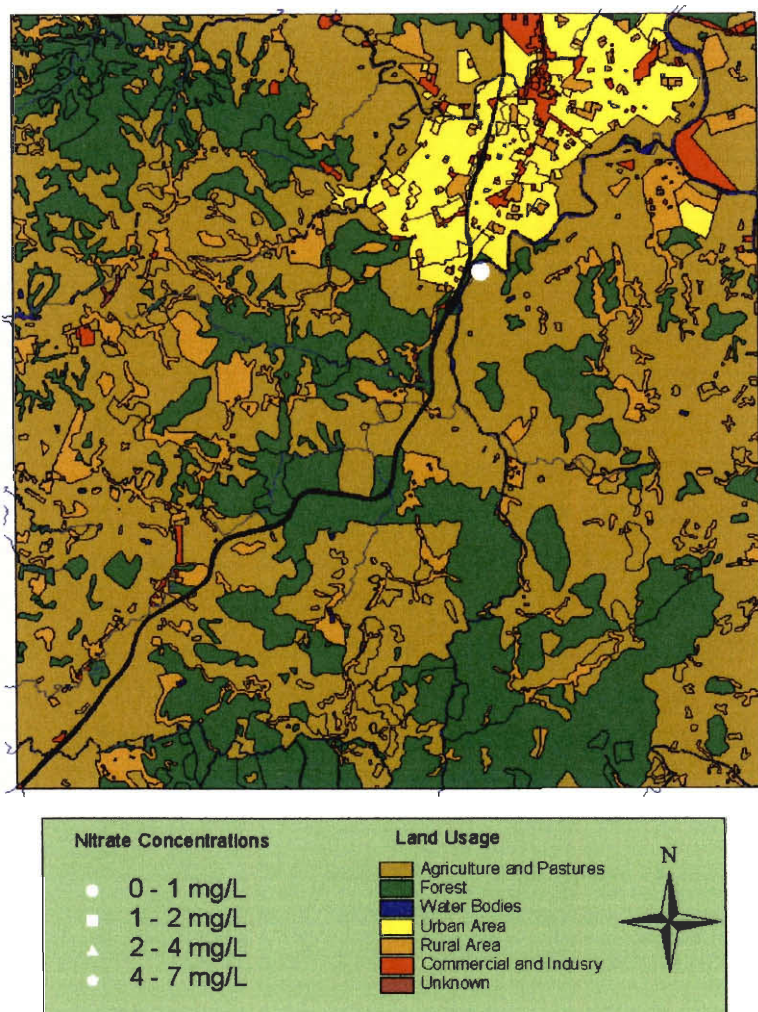 Nitrate Concentrations
0 - 1 mg/L
1 - 2 mg/L
2 - 4 mg/L
4 - 7 mg/L
Land Usage
Agriculture and Pastures
Forest
Water Bodies
Urban Area
Rural Area
Commercial and Indusry
Unknown
N